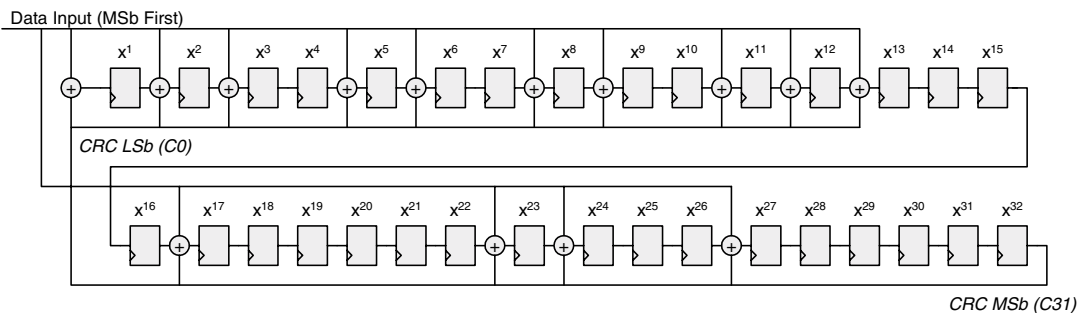 Data Input (MSb First)
x¹ x² x³ x⁴ x⁵ x⁶ x⁷ x⁸ x⁹ x¹⁰ x¹¹ x¹² x¹³ x¹⁴ x¹⁵
+ + + + + + + + + +
CRC LSb (C0)
x¹⁶ x¹⁷ x¹⁸ x¹⁹ x²⁰ x²¹ x²² x²³ x²⁴ x²⁵ x²⁶ x²⁷ x²⁸ x²⁹ x³⁰ x³¹ x³²
+ + + +
CRC MSb (C31)